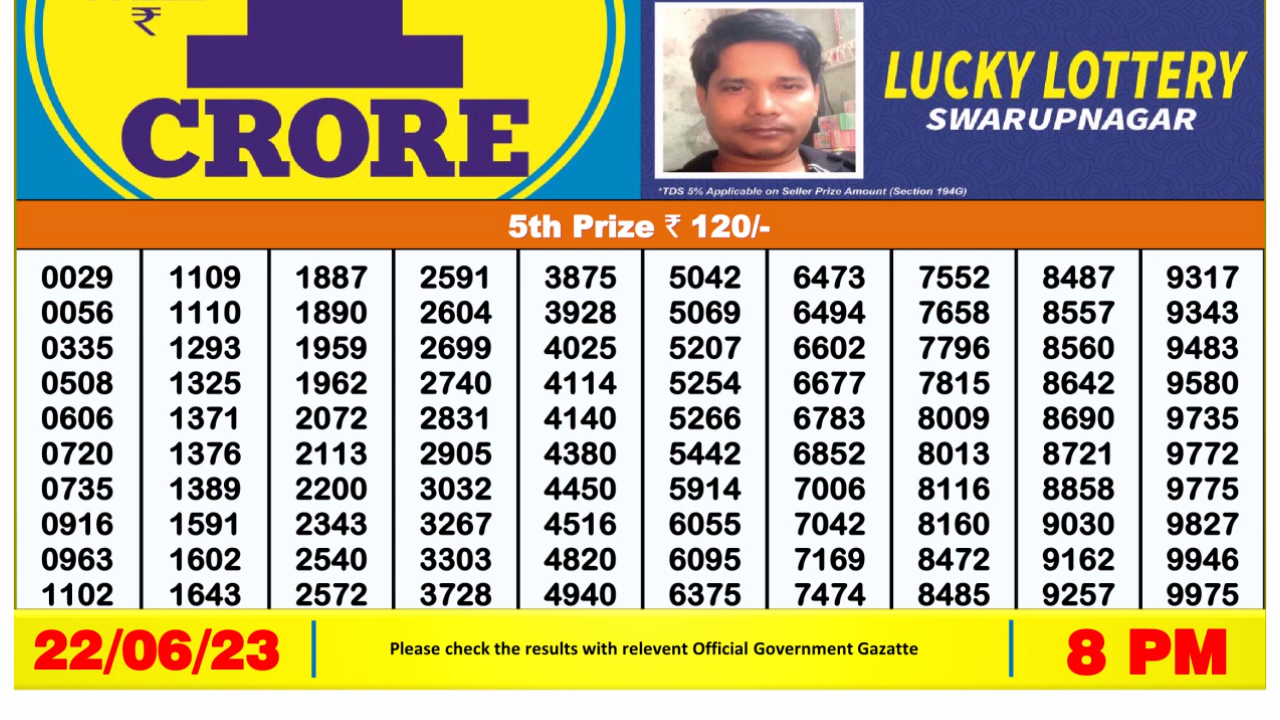 ₹
1
CRORE
LUCKY LOTTERY
SWARUPNAGAR
*TDS 5% Applicable on Seller Prize Amount (Section 194G)
5th Prize ₹ 120/-
0029 1109 1887 2591 3875 5042 6473 7552 8487 9317
0056 1110 1890 2604 3928 5069 6494 7658 8557 9343
0335 1293 1959 2699 4025 5207 6602 7796 8560 9483
0508 1325 1962 2740 4114 5254 6677 7815 8642 9580
0606 1371 2072 2831 4140 5266 6783 8009 8690 9735
0720 1376 2113 2905 4380 5442 6852 8013 8721 9772
0735 1389 2200 3032 4450 5914 7006 8116 8858 9775
0916 1591 2343 3267 4516 6055 7042 8160 9030 9827
0963 1602 2540 3303 4820 6095 7169 8472 9162 9946
1102 1643 2572 3728 4940 6375 7474 8485 9257 9975
22/06/23
Please check the results with relevent Official Government Gazatte
8 PM